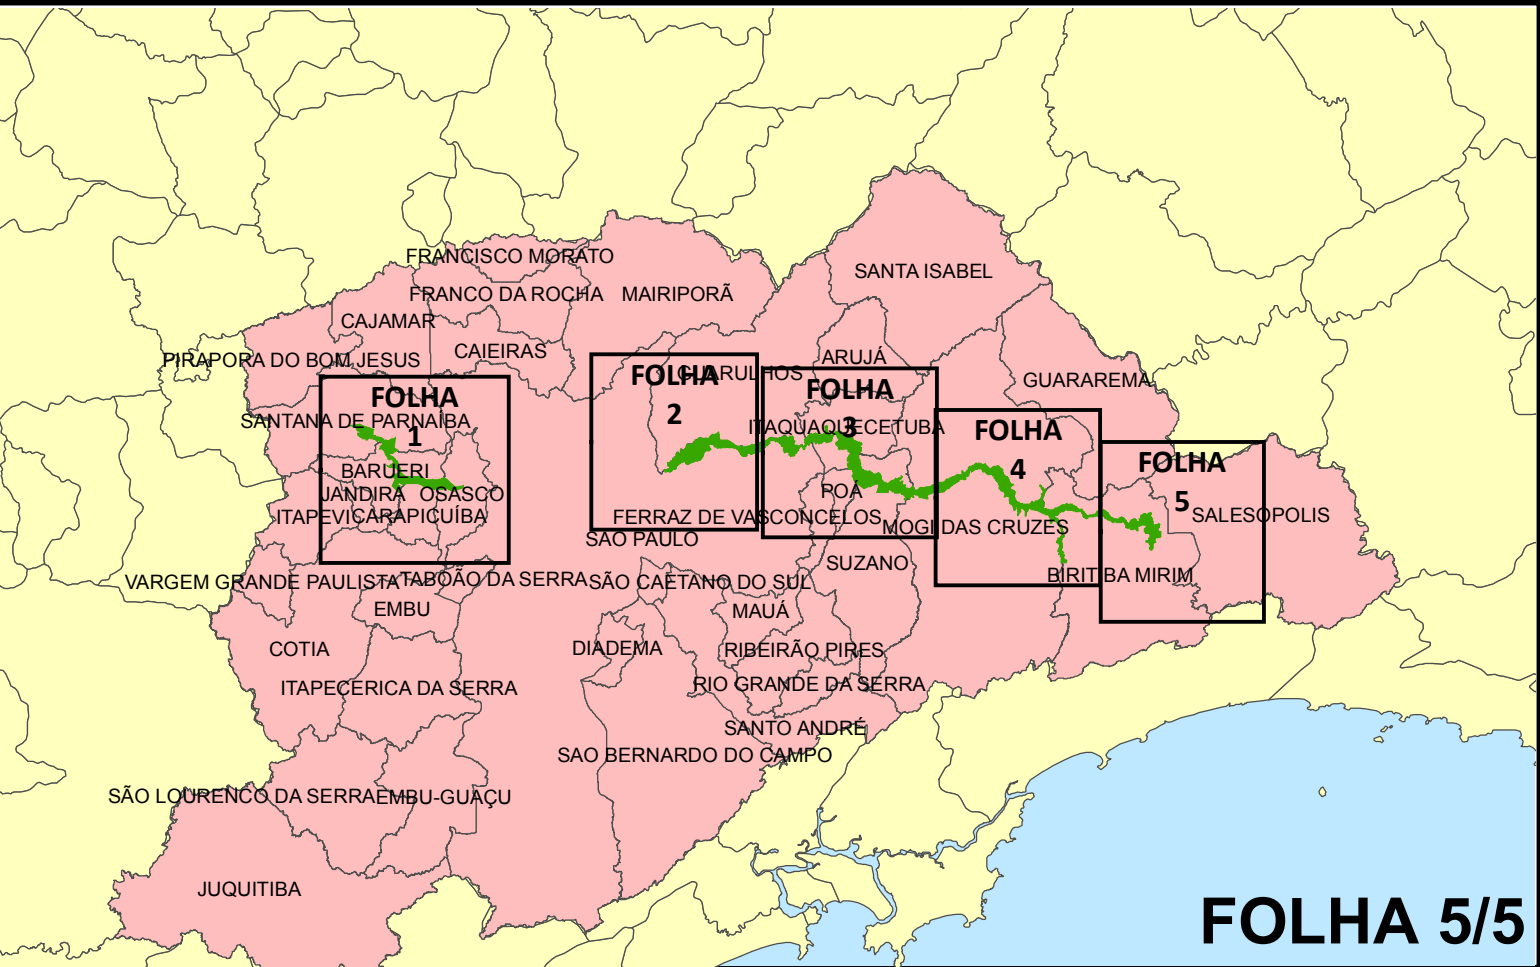 FRANCISCO MORATO
SANTA ISABEL
FRANCO DA ROCHA
MAIRIPORÃ
CAJAMAR
CAIEIRAS
ARUJÁ
PIRAPORA DO BOM JESUS
GUARULHOS
GUARAREMA
FOLHA
1
FOLHA
2
FOLHA
3
FOLHA
4
FOLHA
5
SANTANA DE PARNAÍBA
ITAQUAQUECETUBA
BARUERI
JANDIRA
OSASCO
POÁ
ITAPEVI
CARAPICUÍBA
FERRAZ DE VASCONCELOS
MOGI DAS CRUZES
SALESOPOLIS
SAO PAULO
SUZANO
BIRITIBA MIRIM
VARGEM GRANDE PAULISTA
TABOÃO DA SERRA
SÃO CAETANO DO SUL
EMBU
MAUÁ
COTIA
DIADEMA
RIBEIRÃO PIRES
ITAPECERICA DA SERRA
RIO GRANDE DA SERRA
SANTO ANDRÉ
SAO BERNARDO DO CAMPO
SÃO LOURENCO DA SERRA
EMBU-GUAÇU
JUQUITIBA
FOLHA 5/5